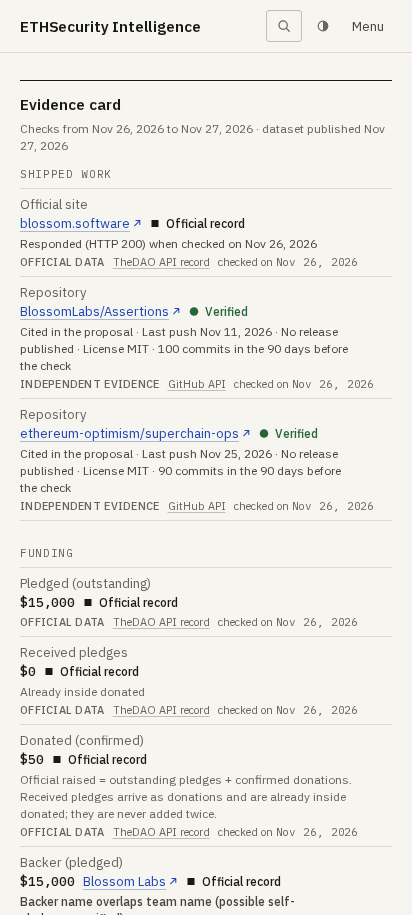 ETHSecurity Intelligence
Menu
Evidence card
Checks from Nov 26, 2026 to Nov 27, 2026 · dataset published Nov
27, 2026
SHIPPED WORK
Official site
blossom.software ↗ ■ Official record
Responded (HTTP 200) when checked on Nov 26, 2026
OFFICIAL DATA TheDAO API record checked on Nov 26, 2026
Repository
BlossomLabs/Assertions ↗ ● Verified
Cited in the proposal · Last push Nov 11, 2026 · No release
published · License MIT · 100 commits in the 90 days before
the check
INDEPENDENT EVIDENCE GitHub API checked on Nov 26, 2026
Repository
ethereum-optimism/superchain-ops ↗ ● Verified
Cited in the proposal · Last push Nov 25, 2026 · No release
published · License MIT · 90 commits in the 90 days before
the check
INDEPENDENT EVIDENCE GitHub API checked on Nov 26, 2026
FUNDING
Pledged (outstanding)
$15,000 ■ Official record
OFFICIAL DATA TheDAO API record checked on Nov 26, 2026
Received pledges
$0 ■ Official record
Already inside donated
OFFICIAL DATA TheDAO API record checked on Nov 26, 2026
Donated (confirmed)
$50 ■ Official record
Official raised = outstanding pledges + confirmed donations.
Received pledges arrive as donations and are already inside
donated; they are never added twice.
OFFICIAL DATA TheDAO API record checked on Nov 26, 2026
Backer (pledged)
$15,000 Blossom Labs ↗ ■ Official record
Backer name overlaps team name (possible self-